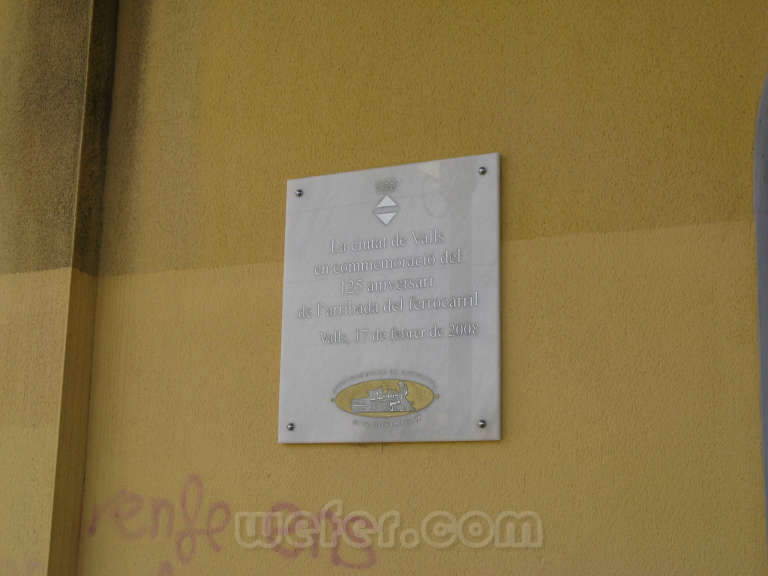 La ciutat de Valls
en commemoració del
125 aniversari
de l'arribada del ferrocarril
Valls, 17 de febrer de 2008
wefer.com